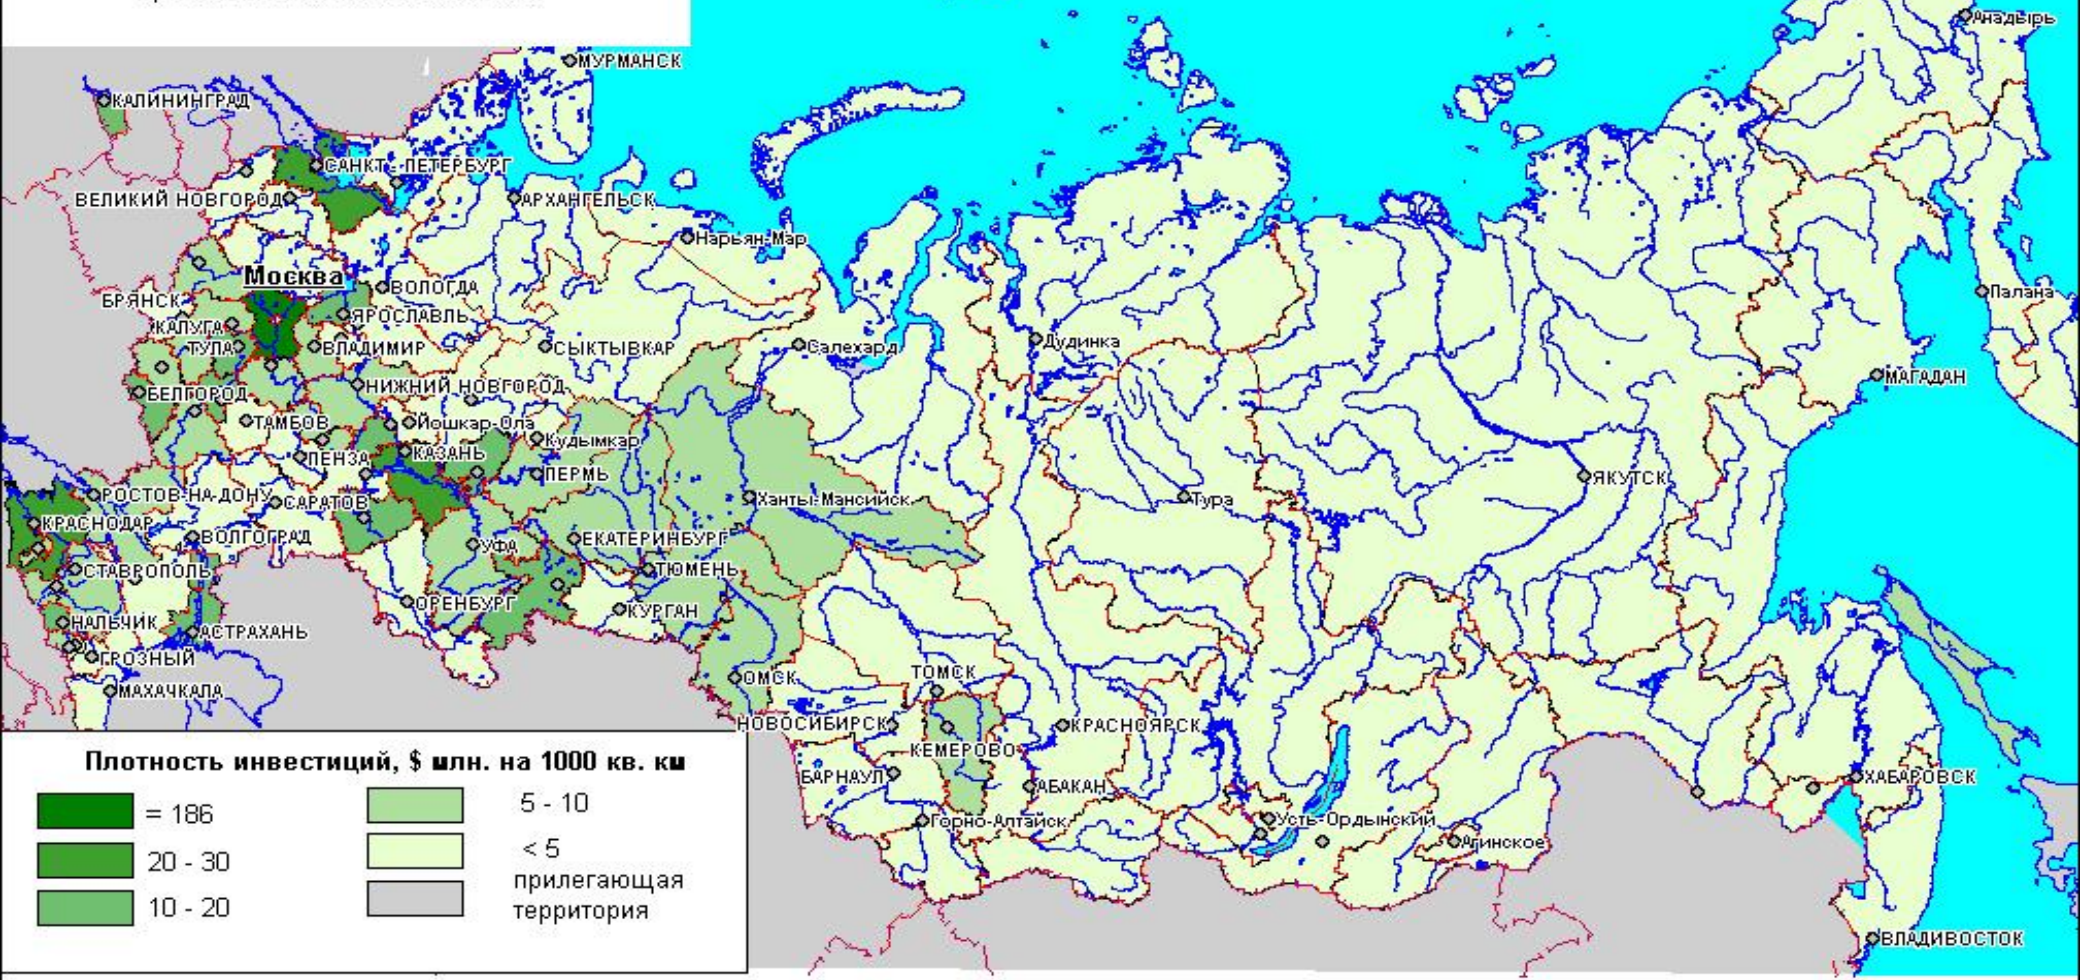 Анадырь
МУРМАНСК
КАЛИНИНГРАД
САНКТ - ПЕТЕРБУРГ
ВЕЛИКИЙ НОВГОРОД
АРХАНГЕЛЬСК
Нарьян-Мар
Москва
ВОЛОГДА
Палана
БРЯНСК
ЯРОСЛАВЛЬ
КАЛУГА
ТУЛА
ВЛАДИМИР
СЫКТЫВКАР
Салехард
Дудинка
МАГАДАН
НИЖНИЙ НОВГОРОД
БЕЛГОРОД
ТАМБОВ
Йошкар-Ола
Кудымкар
КАЗАНЬ
ПЕНЗА
ПЕРМЬ
ЯКУТСК
РОСТОВ-НА-ДОНУ
САРАТОВ
Ханты-Мансийск
Тура
КРАСНОДАР
ВОЛГОГРАД
УФА
ЕКАТЕРИНБУРГ
СТАВРОПОЛЬ
ТЮМЕНЬ
ОРЕНБУРГ
КУРГАН
НАЛЬЧИК
АСТРАХАНЬ
ГРОЗНЫЙ
МАХАЧКАЛА
ОМСК
ТОМСК
НОВОСИБИРСК
КРАСНОЯРСК
КЕМЕРОВО
БАРНАУЛ
АБАКАН
ХАБАРОВСК
Горно-Алтайск
Усть-Ордынский
Агинское
ВЛАДИВОСТОК
Плотность инвестиций, $ млн. на 1000 кв. км
= 186
20 - 30
10 - 20
5 - 10
< 5
прилегающая
территория